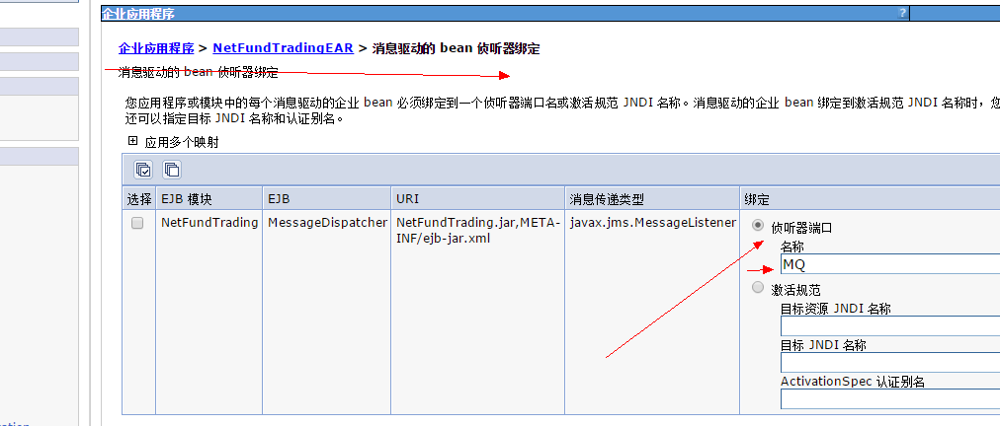 企业应用程序 ?
企业应用程序 > NetFundTradingEAR > 消息驱动的 bean 侦听器绑定
消息驱动的 bean 侦听器绑定
您应用程序或模块中的每个消息驱动的企业 bean 必须绑定到一个侦听器端口名或激活规范 JNDI 名称。消息驱动的企业 bean 绑定到激活规范 JNDI 名称时，您
还可以指定目标 JNDI 名称和认证别名。
应用多个映射
选择 EJB 模块 EJB URI 消息传递类型 绑定
NetFundTrading MessageDispatcher NetFundTrading.jar,META- javax.jms.MessageListener 侦听器端口
INF/ejb-jar.xml
名称
MQ
激活规范
目标资源 JNDI 名称
目标 JNDI 名称
ActivationSpec 认证别名